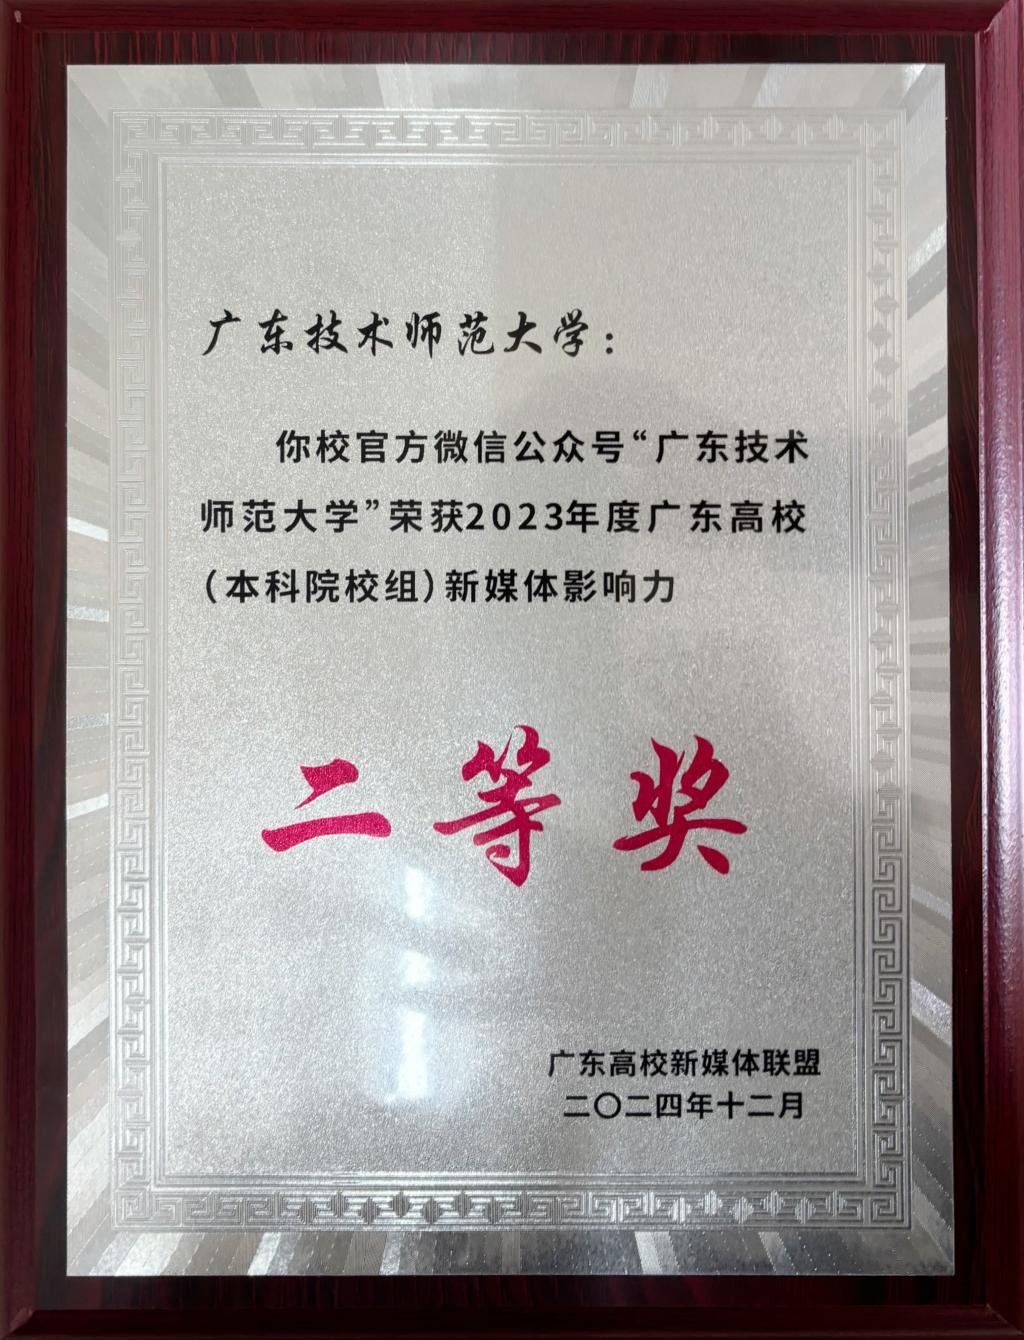 广东技术师范大学：
你校官方微信公众号“广东技术
师范大学”荣获2023年度广东高校
（本科院校组）新媒体影响力
二等奖
广东高校新媒体联盟
二〇二四年十二月